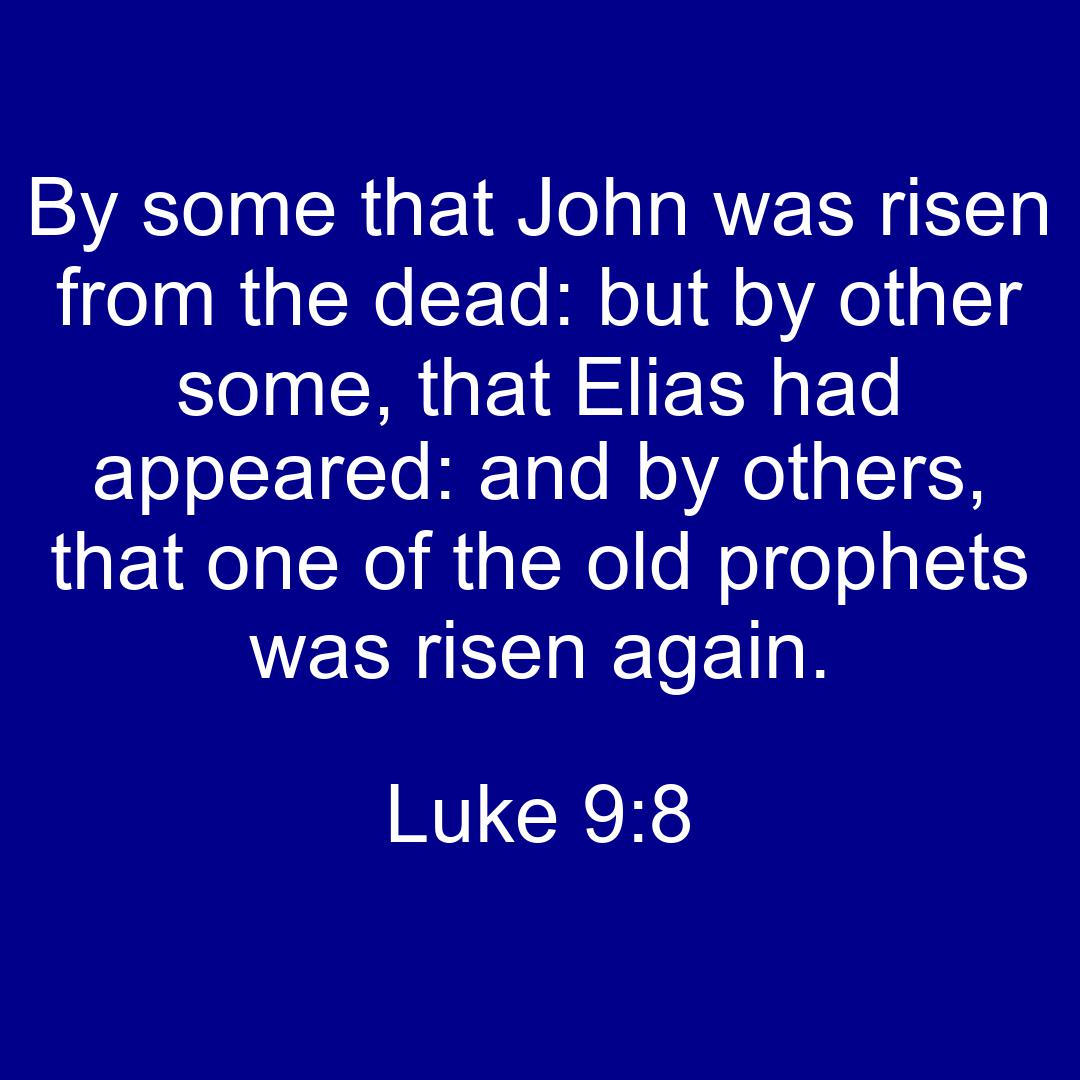 By some that John was risen
from the dead: but by other
some, that Elias had
appeared: and by others,
that one of the old prophets
was risen again.
Luke 9:8